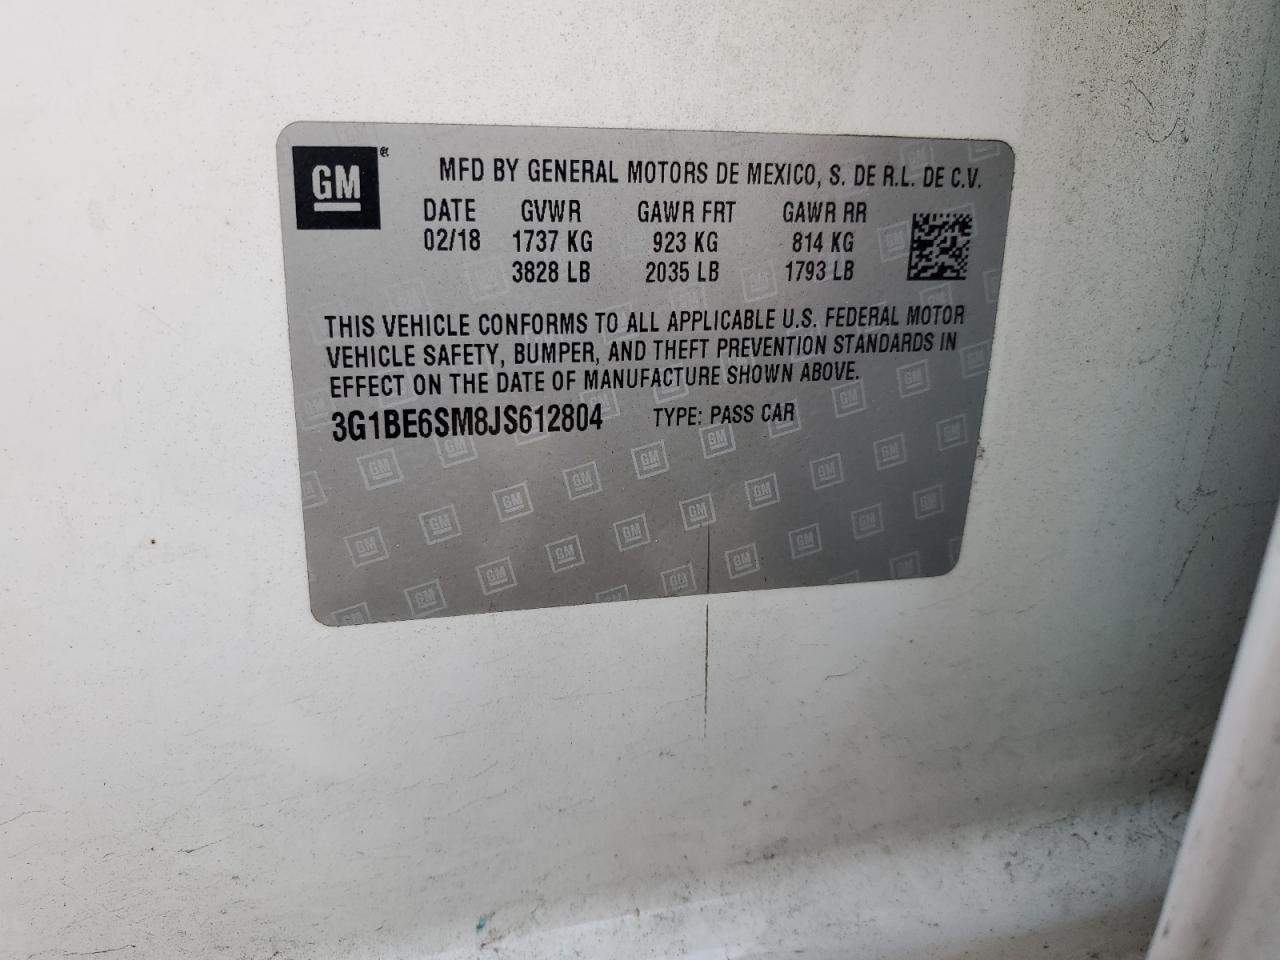 GM®
MFD BY GENERAL MOTORS DE MEXICO, S. DE R.L. DE C.V.
DATE GVWR GAWR FRT GAWR RR
02/18 1737 KG 923 KG 814 KG
3828 LB 2035 LB 1793 LB
THIS VEHICLE CONFORMS TO ALL APPLICABLE U.S. FEDERAL MOTOR
VEHICLE SAFETY, BUMPER, AND THEFT PREVENTION STANDARDS IN
EFFECT ON THE DATE OF MANUFACTURE SHOWN ABOVE.
3G1BE6SM8JS612804 TYPE: PASS CAR